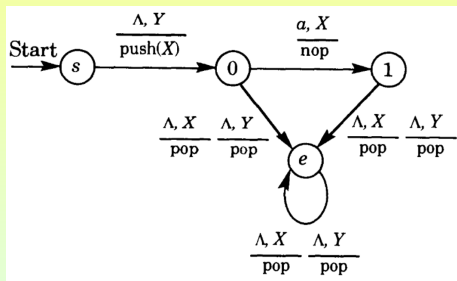 Λ, Y
push(X)
a, X
nop
Start
s
0
1
Λ, X Λ, Y
pop pop
Λ, X Λ, Y
pop pop
e
Λ, X Λ, Y
pop pop